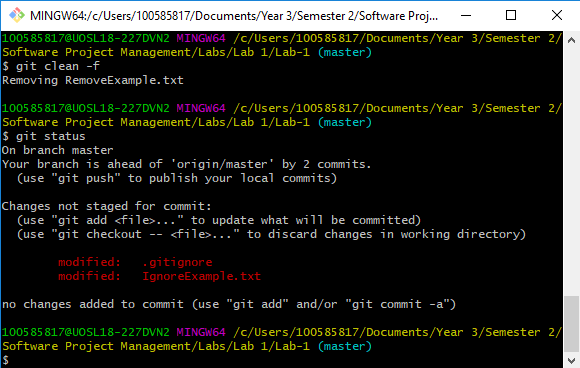 MINGW64:/c/Users/100585817/Documents/Year 3/Semester 2/Software Proj...
100585817@UOSL18-227DVN2 MINGW64 /c/Users/100585817/Documents/Year 3/Semester 2/
Software Project Management/Labs/Lab 1/Lab-1 (master)
$ git clean -f
Removing RemoveExample.txt
100585817@UOSL18-227DVN2 MINGW64 /c/Users/100585817/Documents/Year 3/Semester 2/
Software Project Management/Labs/Lab 1/Lab-1 (master)
$ git status
On branch master
Your branch is ahead of 'origin/master' by 2 commits.
  (use "git push" to publish your local commits)
Changes not staged for commit:
  (use "git add <file>..." to update what will be committed)
  (use "git checkout -- <file>..." to discard changes in working directory)
        modified:   .gitignore
        modified:   IgnoreExample.txt
no changes added to commit (use "git add" and/or "git commit -a")
100585817@UOSL18-227DVN2 MINGW64 /c/Users/100585817/Documents/Year 3/Semester 2/
Software Project Management/Labs/Lab 1/Lab-1 (master)
$